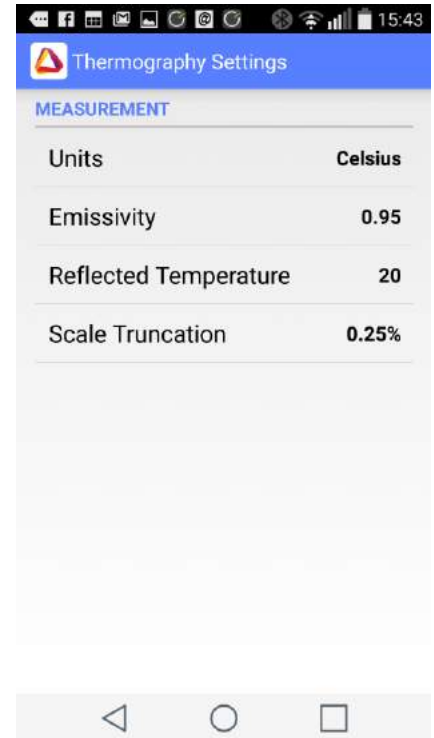 15:43
Thermography Settings
MEASUREMENT
Units Celsius
Emissivity 0.95
Reflected Temperature 20
Scale Truncation 0.25%